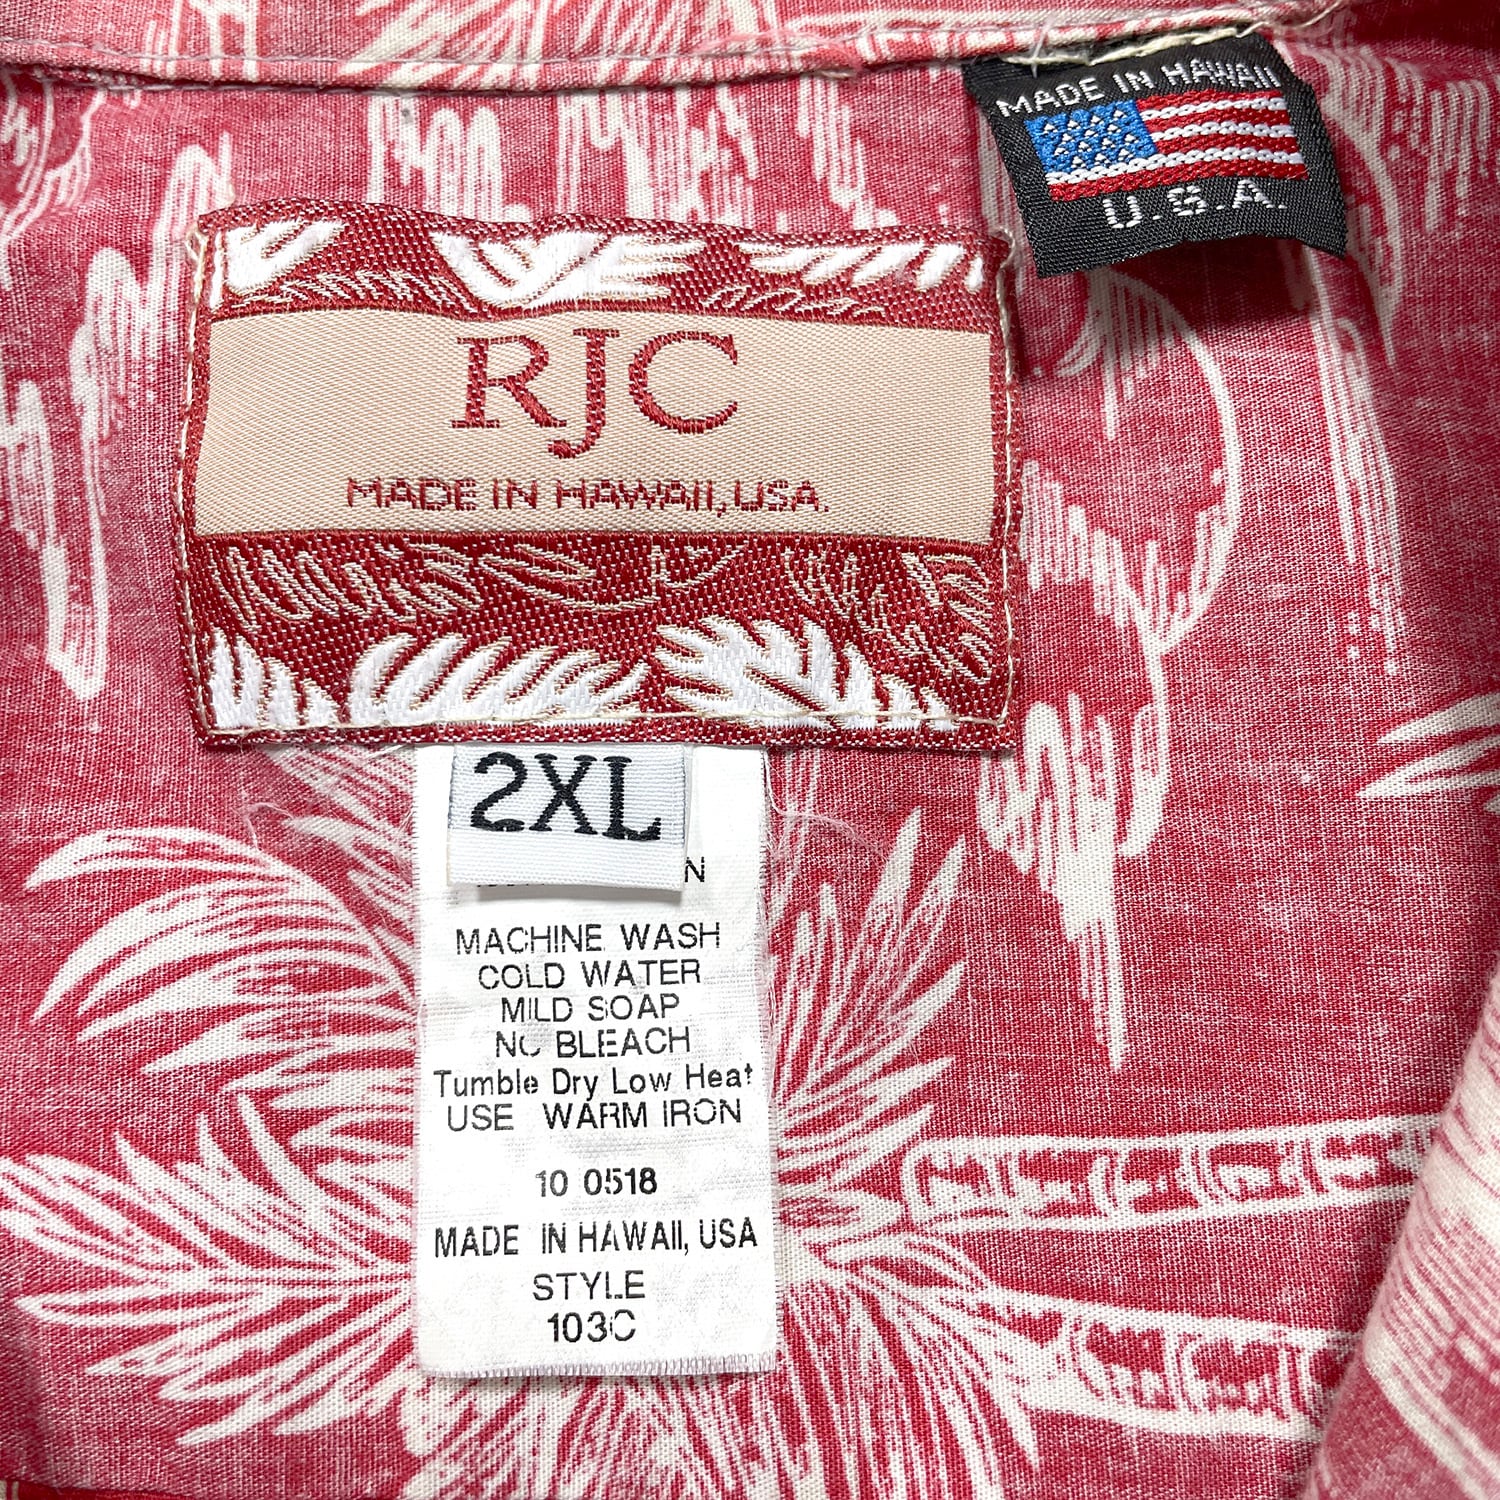 MADE IN HAWAII
U.S.A.
RJC
MADE IN HAWAII, USA.
2XL
MACHINE WASH
COLD WATER
MILD SOAP
NO BLEACH
Tumble Dry Low Heat
USE WARM IRON
10 0518
MADE IN HAWAII, USA
STYLE
103C